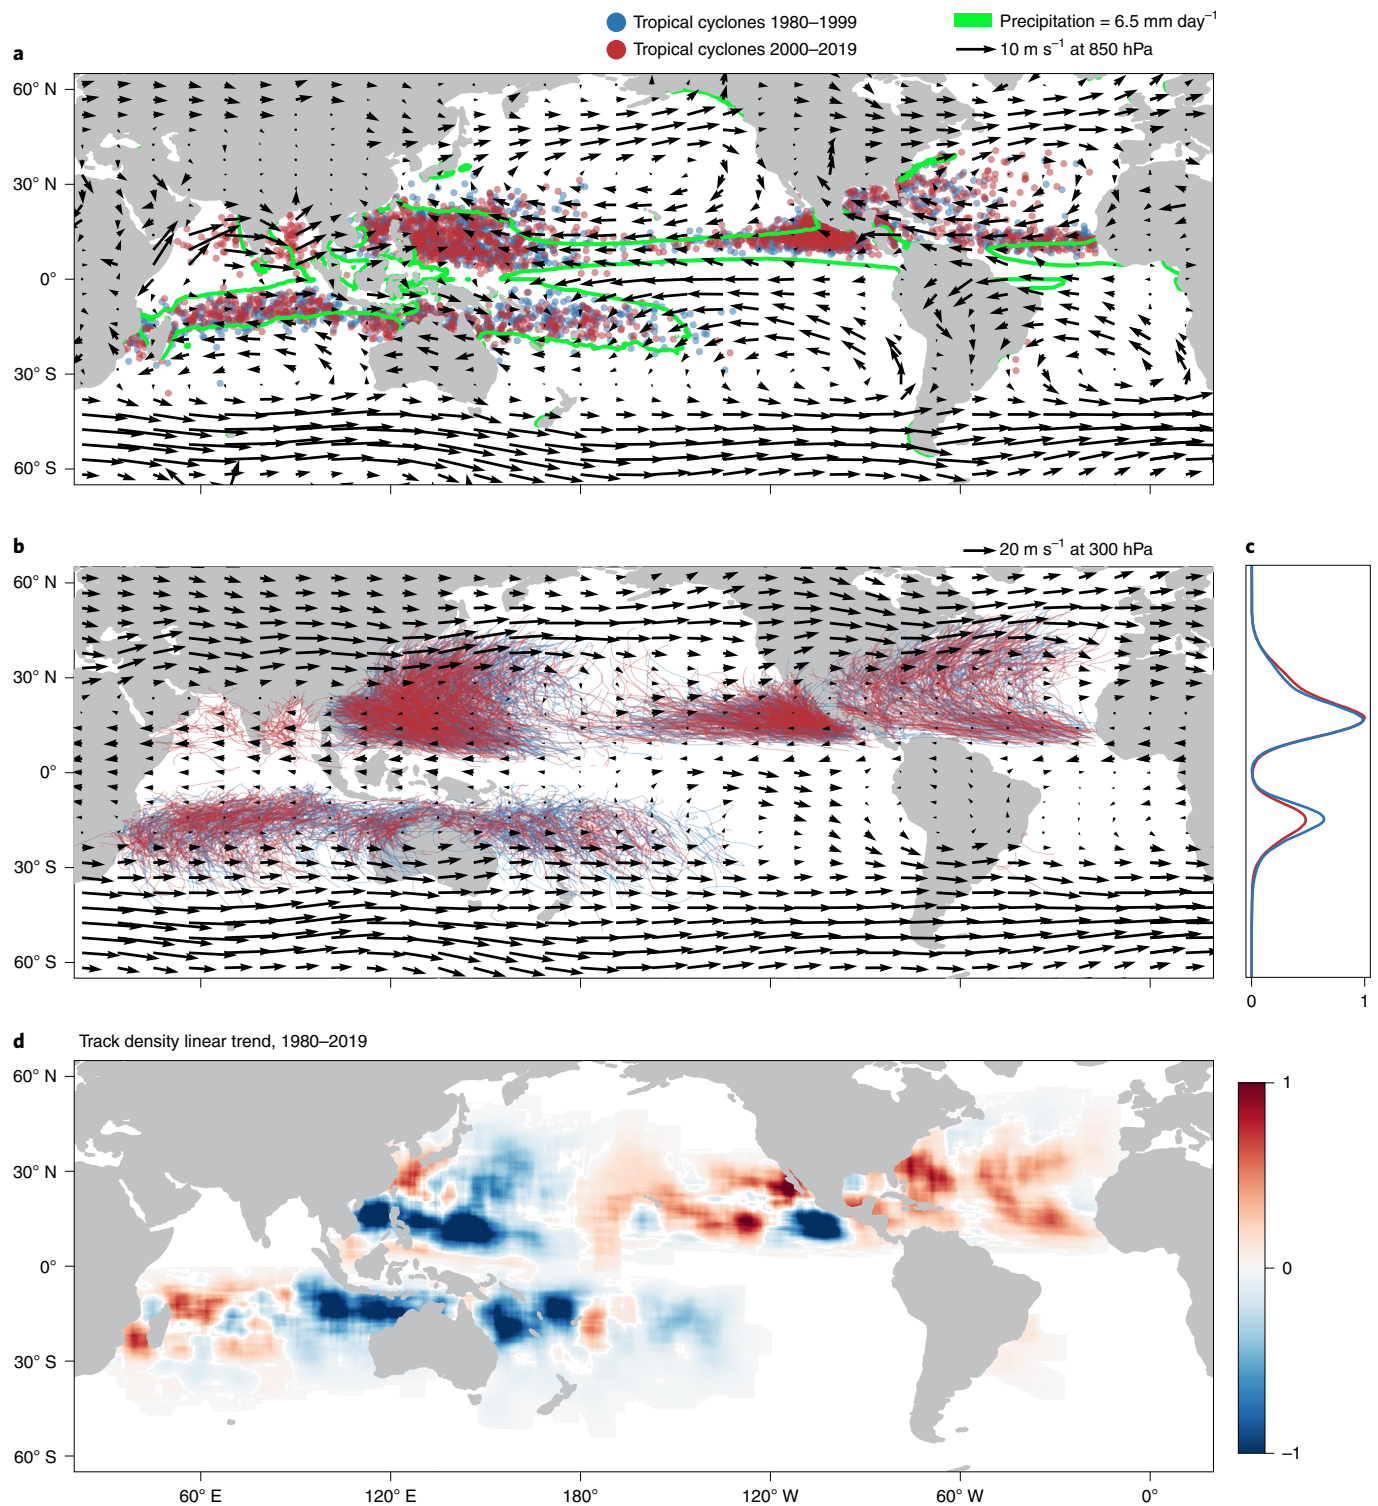 Tropical cyclones 1980–1999
Precipitation = 6.5 mm day⁻¹
Tropical cyclones 2000–2019
10 m s⁻¹ at 850 hPa
a
60° N
30° N
0°
30° S
60° S
b
20 m s⁻¹ at 300 hPa
c
60° N
30° N
0°
30° S
60° S
0
1
d
Track density linear trend, 1980–2019
60° N
30° N
0°
30° S
60° S
60° E
120° E
180°
120° W
60° W
0°
1
0
–1